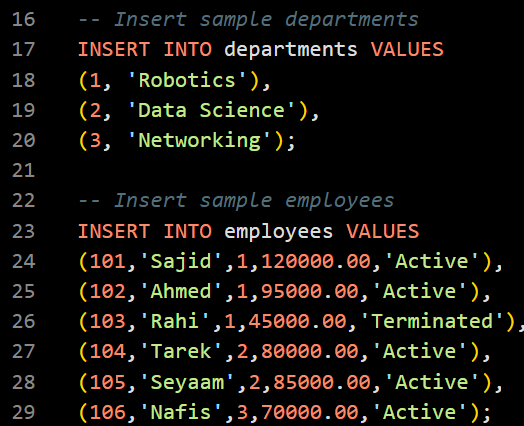 16 -- Insert sample departments
17 INSERT INTO departments VALUES
18 (1, 'Robotics'),
19 (2, 'Data Science'),
20 (3, 'Networking');
21
22 -- Insert sample employees
23 INSERT INTO employees VALUES
24 (101,'Sajid',1,120000.00,'Active'),
25 (102,'Ahmed',1,95000.00,'Active'),
26 (103,'Rahi',1,45000.00,'Terminated'),
27 (104,'Tarek',2,80000.00,'Active'),
28 (105,'Seyaam',2,85000.00,'Active'),
29 (106,'Nafis',3,70000.00,'Active');